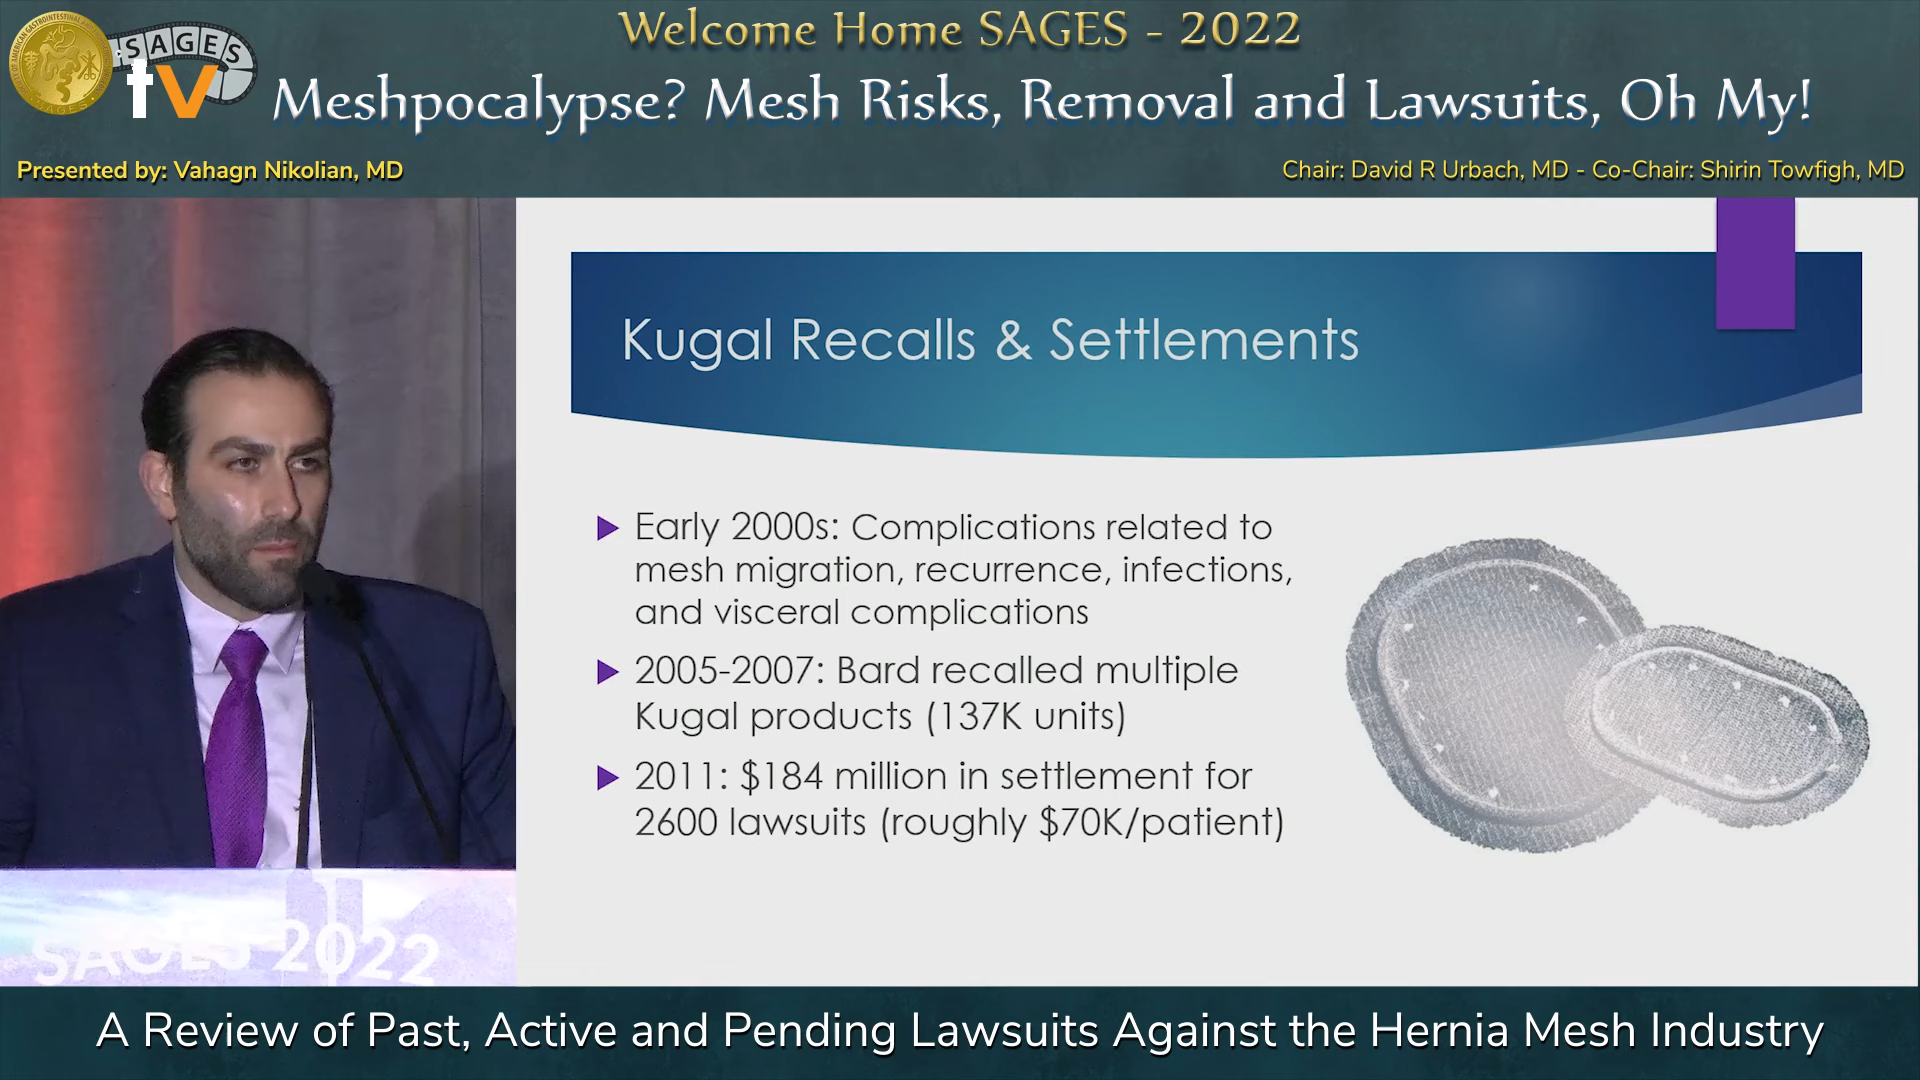 Welcome Home SAGES - 2022
SAGES
tv
Meshpocalypse? Mesh Risks, Removal and Lawsuits, Oh My!
Presented by: Vahagn Nikolian, MD
Chair: David R Urbach, MD - Co-Chair: Shirin Towfigh, MD
Kugal Recalls & Settlements
Early 2000s: Complications related to
mesh migration, recurrence, infections,
and visceral complications
2005-2007: Bard recalled multiple
Kugal products (137K units)
2011: $184 million in settlement for
2600 lawsuits (roughly $70K/patient)
SAGES 2022
A Review of Past, Active and Pending Lawsuits Against the Hernia Mesh Industry